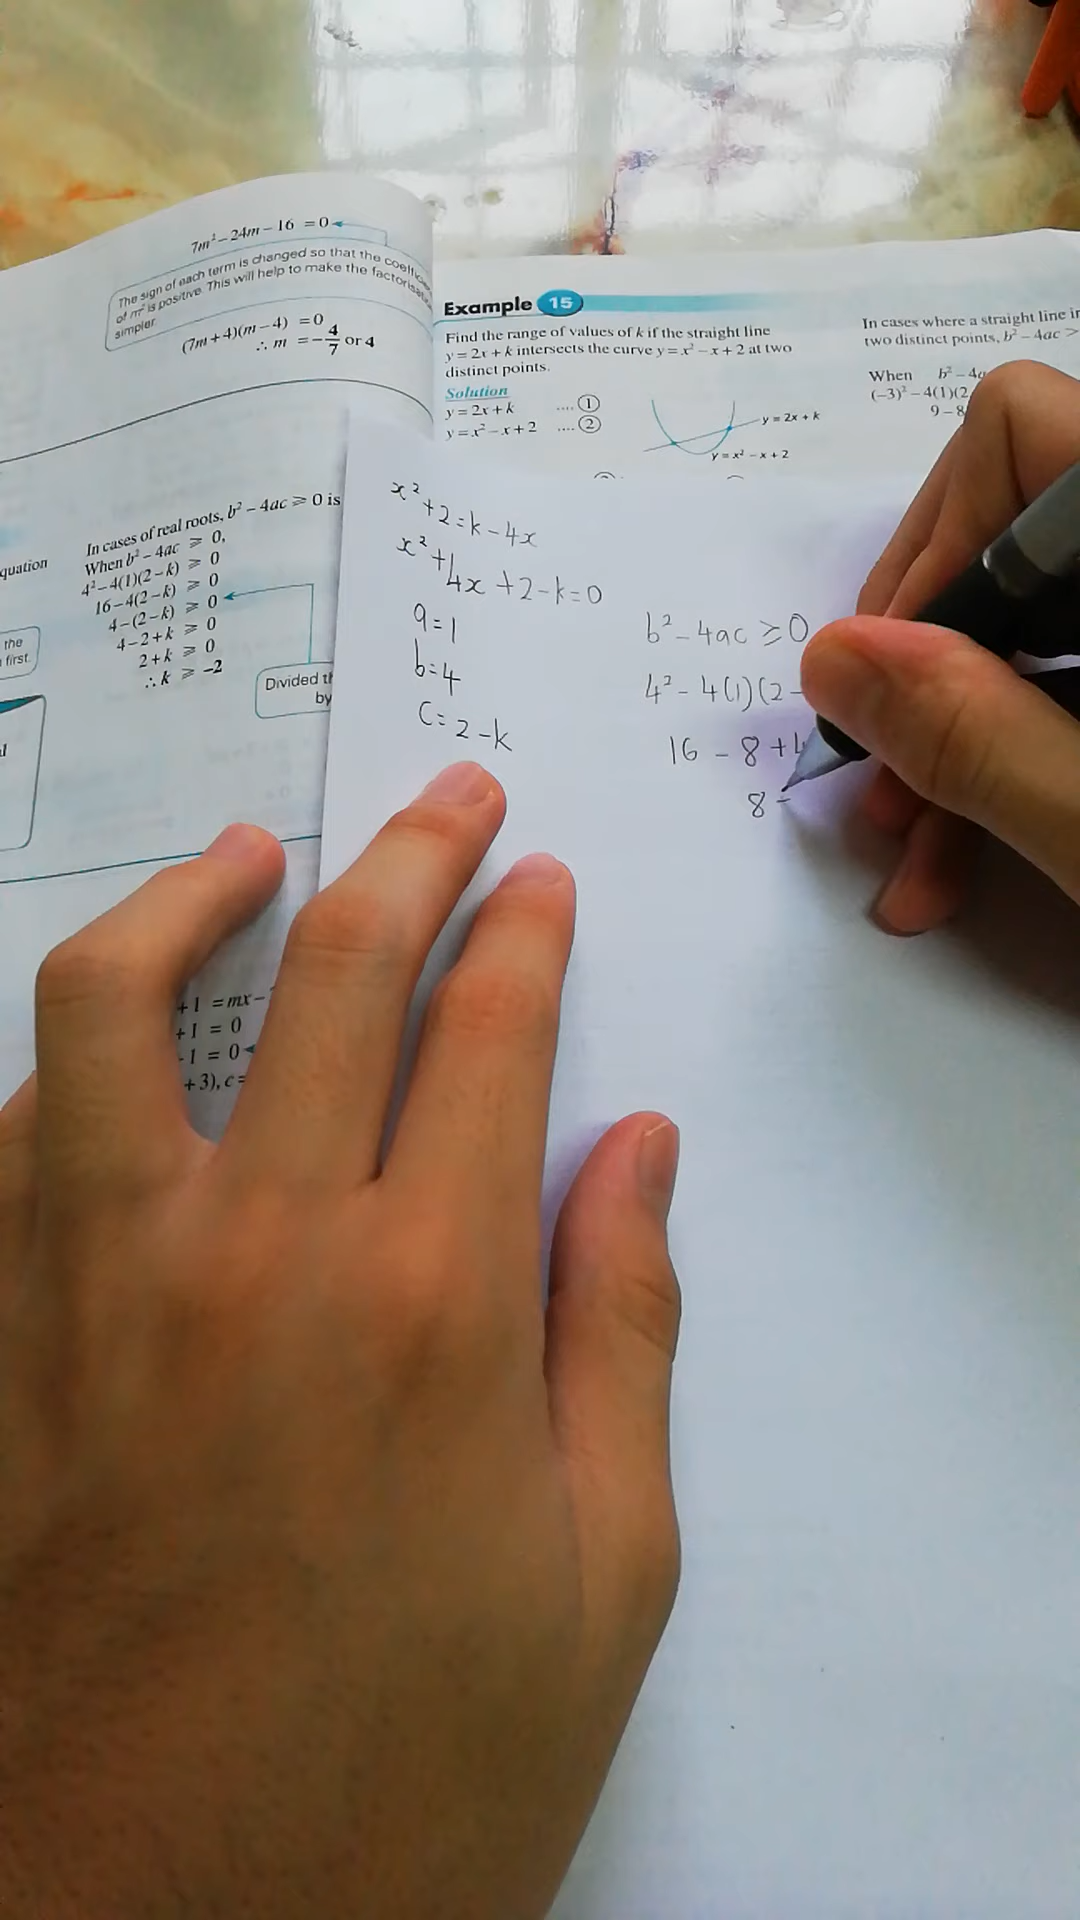 7m² − 24m − 16 = 0
The sign of each term is changed so that the
of m² is positive. This will help to make the
simpler.
(7m + 4)(m − 4) = 0
∴ m = −4/7 or 4
quation
In cases of real roots, b² − 4ac ⩾ 0 is
When b² − 4ac ⩾ 0,
4² − 4(1)(2 − k) ⩾ 0
16 − 4(2 − k) ⩾ 0
4 − (2 − k) ⩾ 0
4 − 2 + k ⩾ 0
2 + k ⩾ 0
∴ k ⩾ −2
the
first.
Divided
by
+1 = mx −
+1 = 0
-1 = 0
+3), c =
Example 15
Find the range of values of k if the straight line
y = 2x + k intersects the curve y = x² − x + 2 at two
distinct points.
Solution
y = 2x + k .... ①
y = x² − x + 2 .... ②
y = 2x + k
y = x² − x + 2
In cases where a straight line
two distinct points, b² − 4ac >
When b² − 4a
(−3)² − 4(1)(2
9 − 8
x² + 2 = k − 4x
x² + 4x + 2 − k = 0
a = 1
b = 4
c = 2 − k
b² − 4ac ⩾ 0
4² − 4(1)(2 −
16 − 8 + 4
8